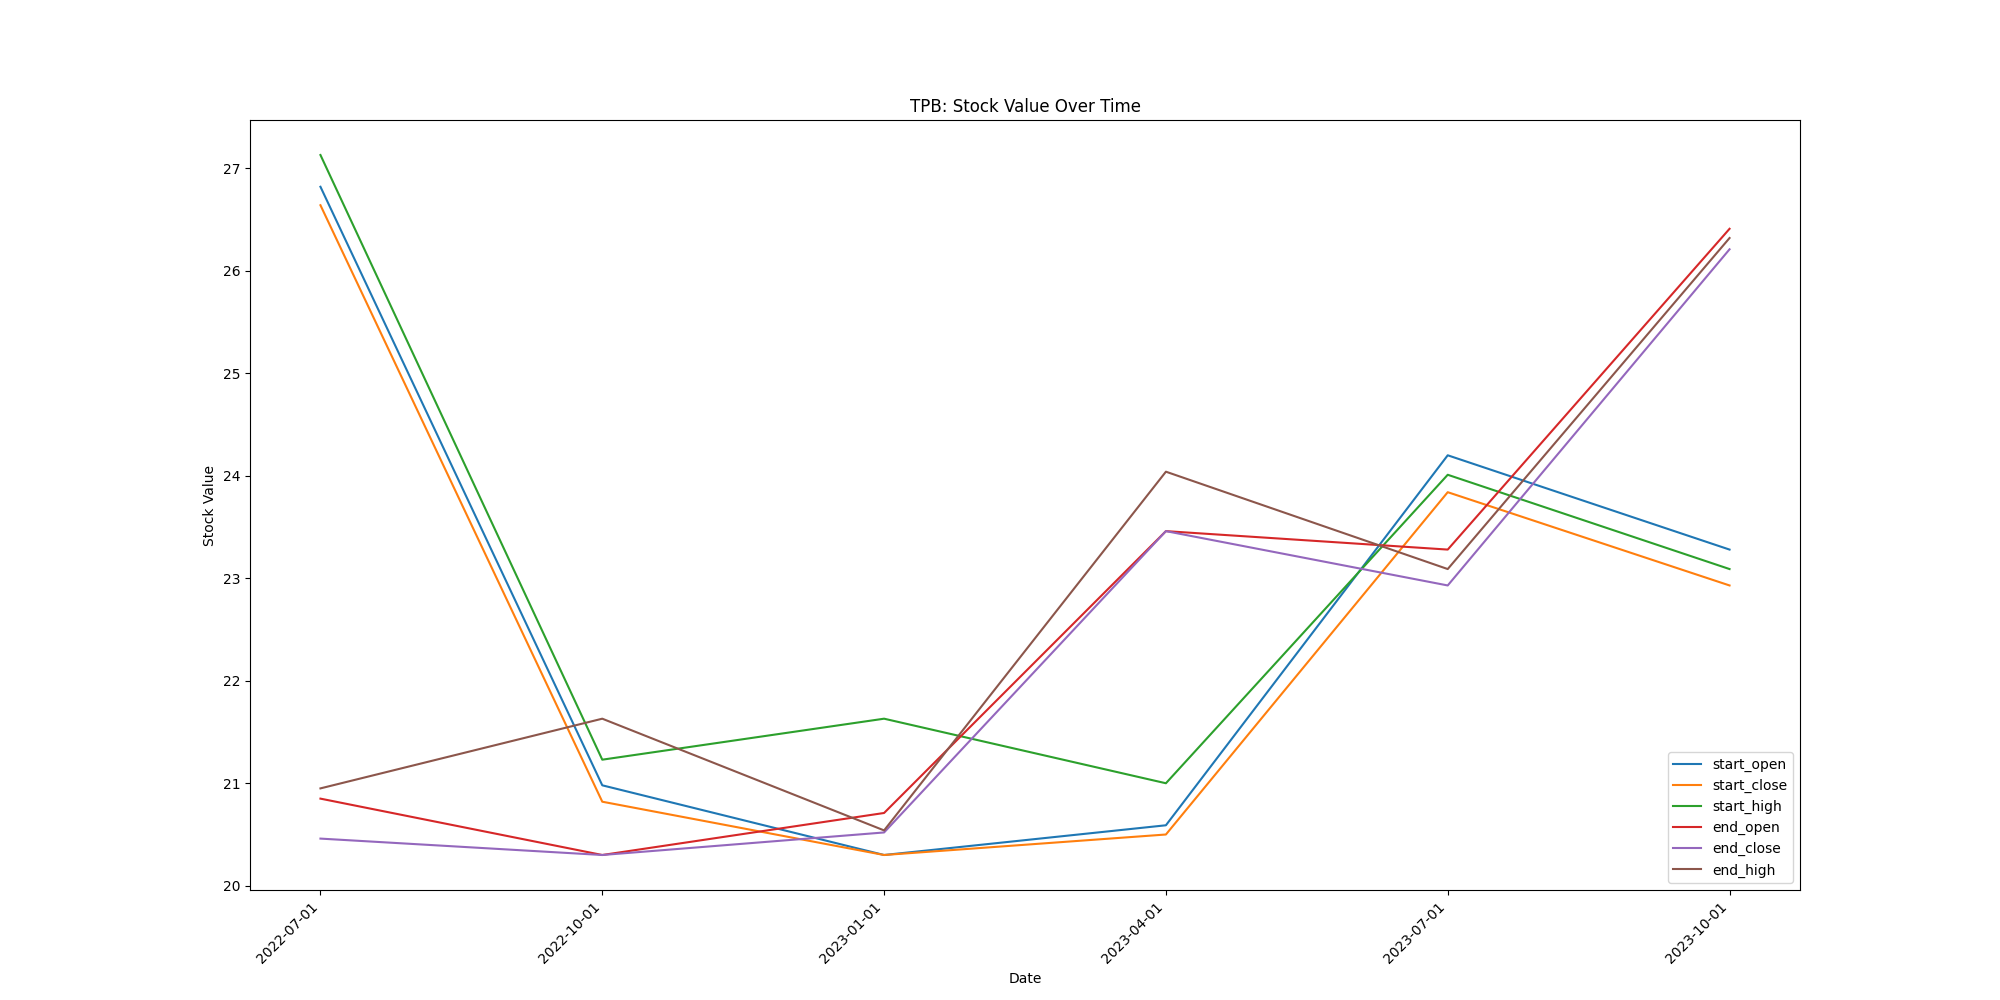 TPB: Stock Value Over Time
Stock Value
27
26
25
24
23
22
21
20
start_open
start_close
start_high
end_open
end_close
end_high
2022-07-01
2022-10-01
2023-01-01
2023-04-01
2023-07-01
2023-10-01
Date